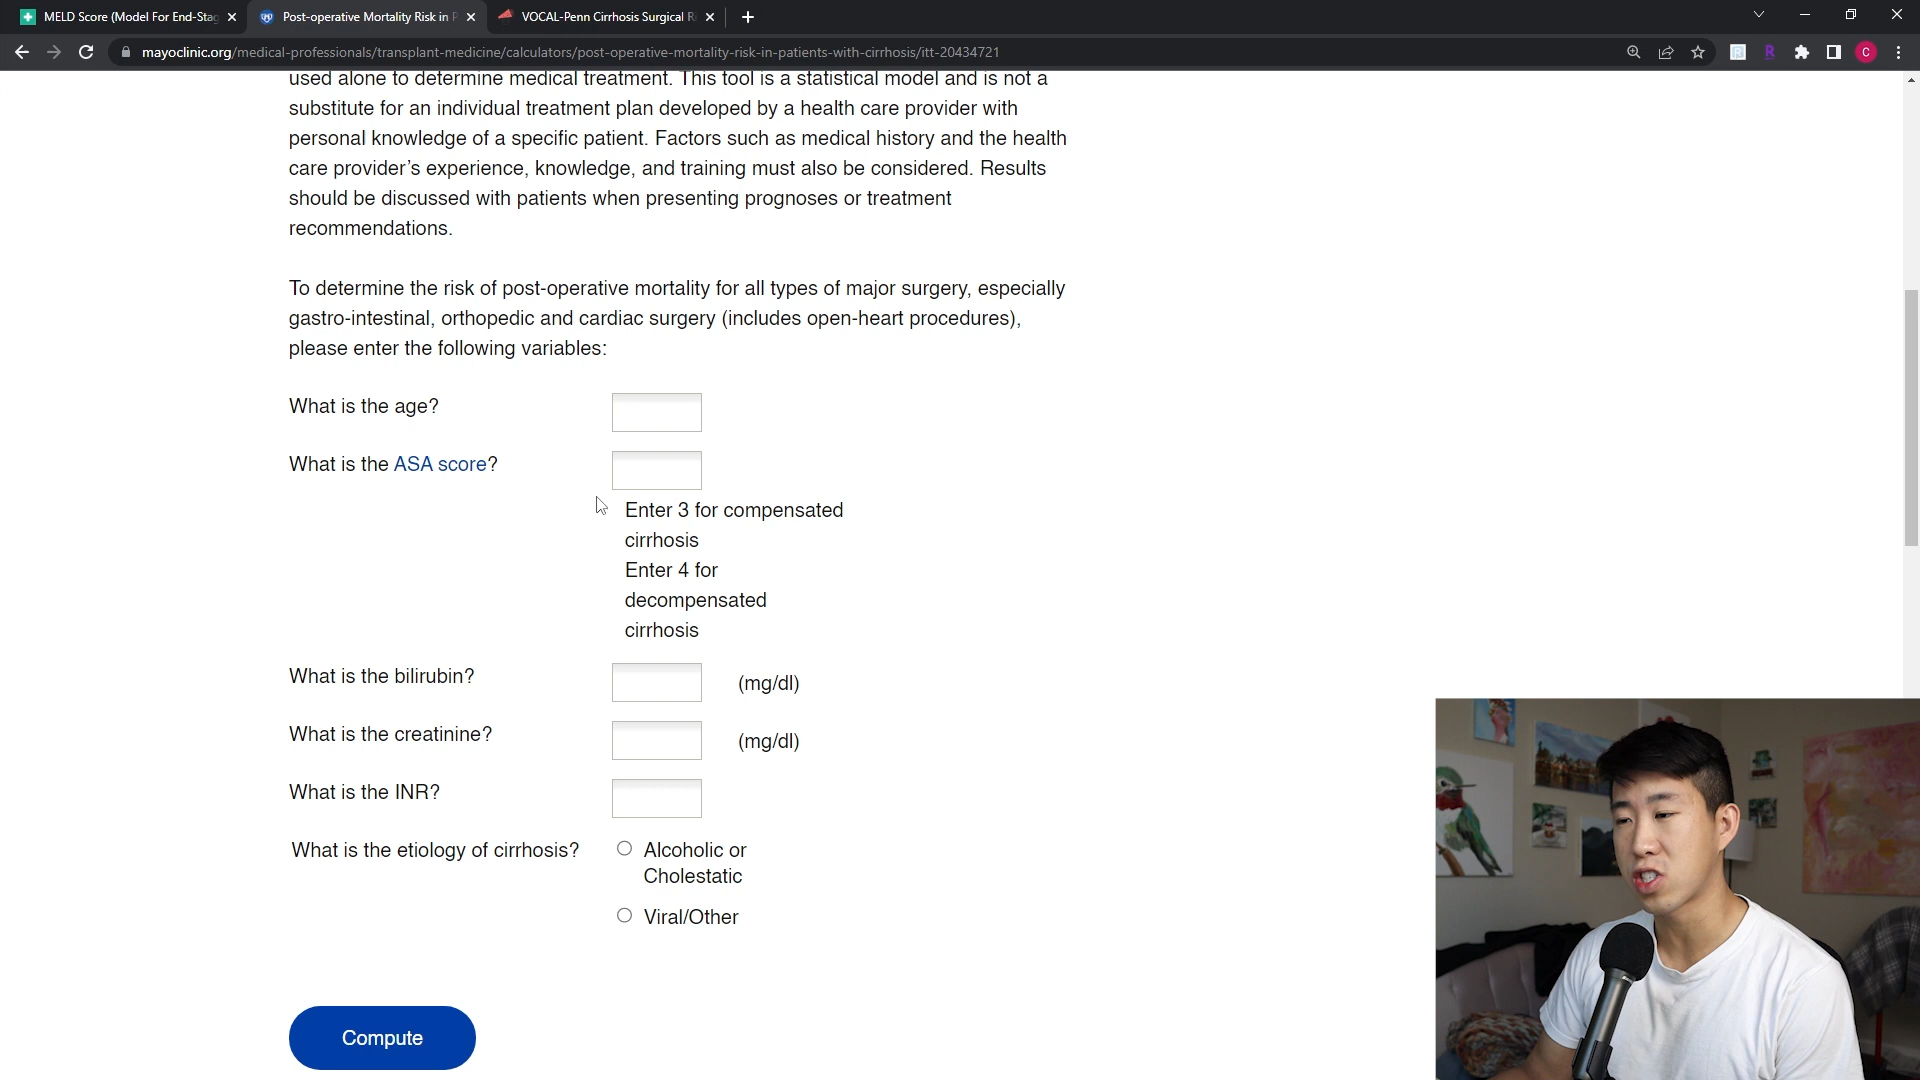 MELD Score (Model For End-Stag
Post-operative Mortality Risk in P
VOCAL-Penn Cirrhosis Surgical R
mayoclinic.org/medical-professionals/transplant-medicine/calculators/post-operative-mortality-risk-in-patients-with-cirrhosis/itt-20434721
R
C
used alone to determine medical treatment. This tool is a statistical model and is not a
substitute for an individual treatment plan developed by a health care provider with
personal knowledge of a specific patient. Factors such as medical history and the health
care provider’s experience, knowledge, and training must also be considered. Results
should be discussed with patients when presenting prognoses or treatment
recommendations.
To determine the risk of post-operative mortality for all types of major surgery, especially
gastro-intestinal, orthopedic and cardiac surgery (includes open-heart procedures),
please enter the following variables:
What is the age?
What is the ASA score?
Enter 3 for compensated
cirrhosis
Enter 4 for
decompensated
cirrhosis
What is the bilirubin? (mg/dl)
What is the creatinine? (mg/dl)
What is the INR?
What is the etiology of cirrhosis? Alcoholic or
Cholestatic
Viral/Other
Compute